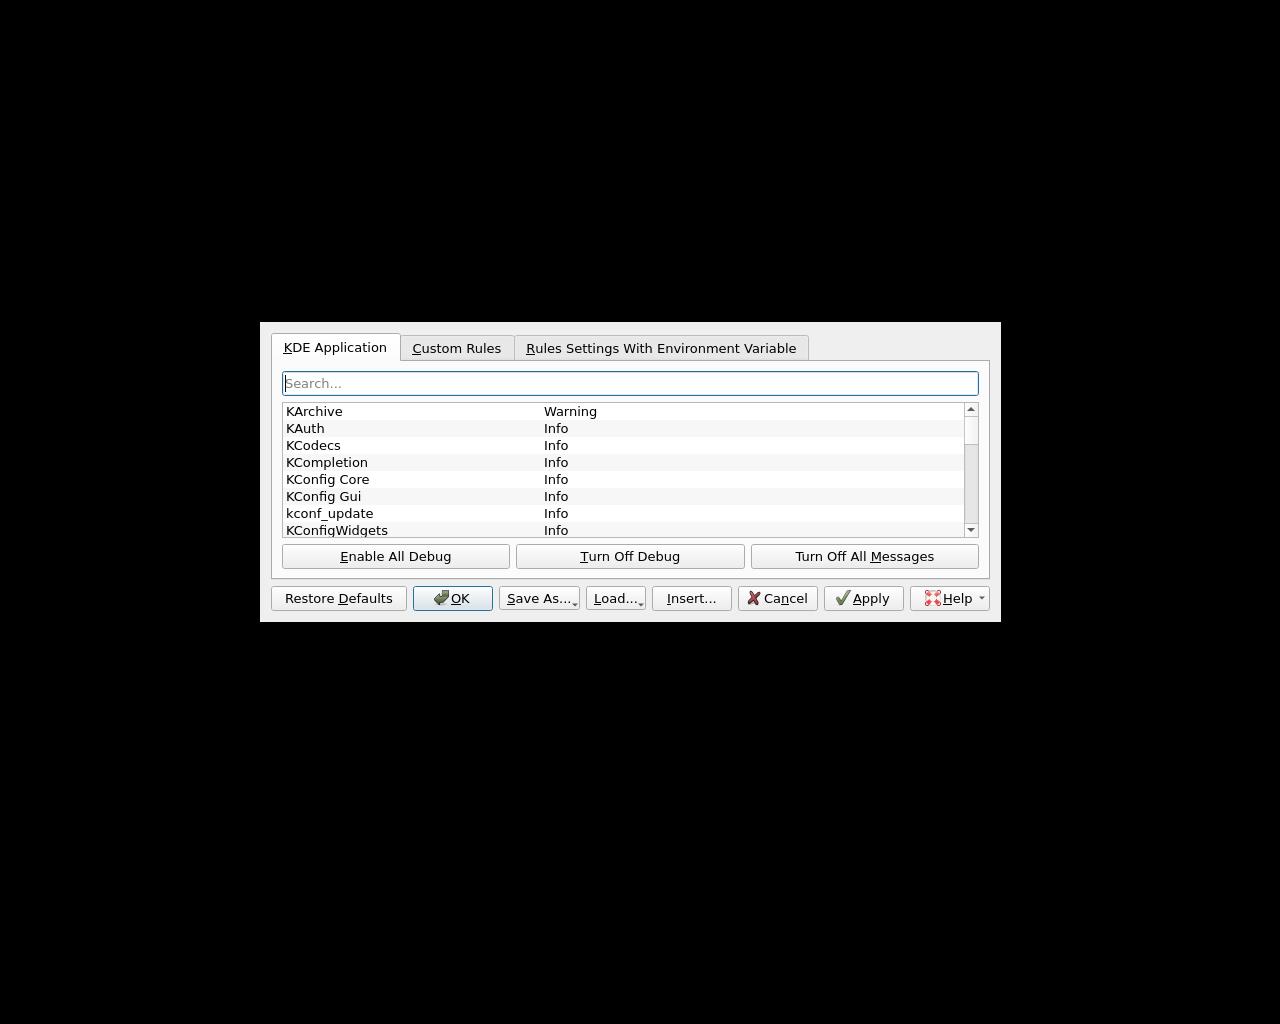 KDE Application Custom Rules Rules Settings With Environment Variable
Search...
KArchive Warning
KAuth Info
KCodecs Info
KCompletion Info
KConfig Core Info
KConfig Gui Info
kconf_update Info
KConfigWidgets Info
Enable All Debug Turn Off Debug Turn Off All Messages
Restore Defaults OK Save As... Load... Insert... Cancel Apply Help